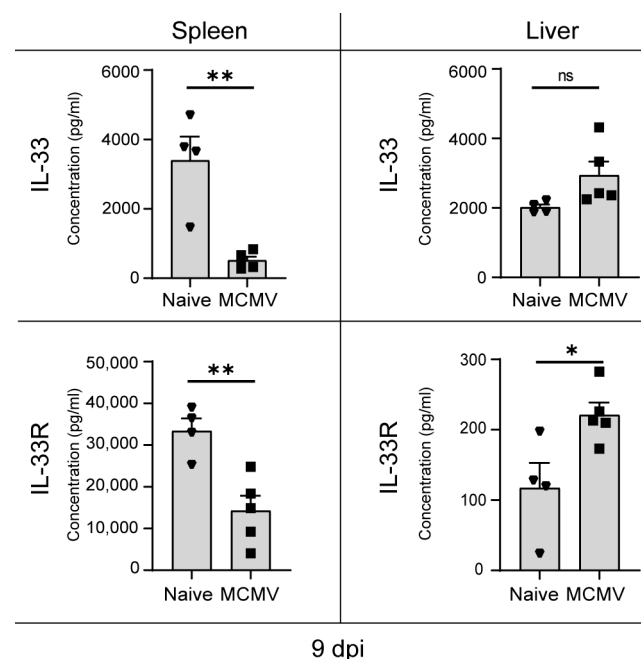 Spleen
Liver
IL-33
Concentration (pg/ml)
6000
4000
2000
0
**
Naive MCMV
IL-33
Concentration (pg/ml)
6000
4000
2000
0
ns
Naive MCMV
IL-33R
Concentration (pg/ml)
50,000
40,000
30,000
20,000
10,000
0
**
Naive MCMV
IL-33R
Concentration (pg/ml)
300
200
100
0
*
Naive MCMV
9 dpi